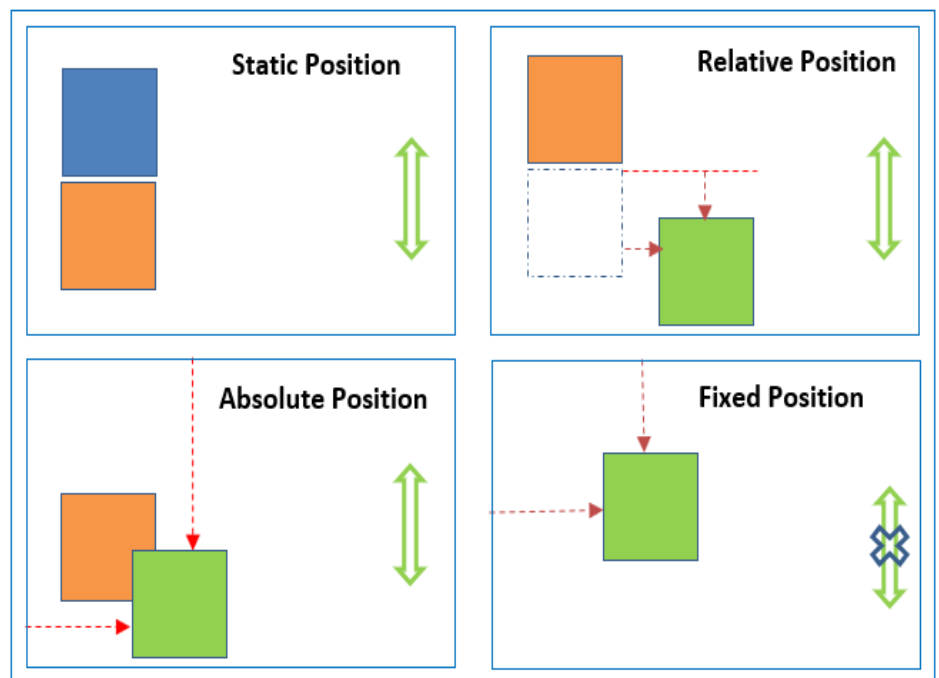 Static Position
Relative Position
Absolute Position
Fixed Position